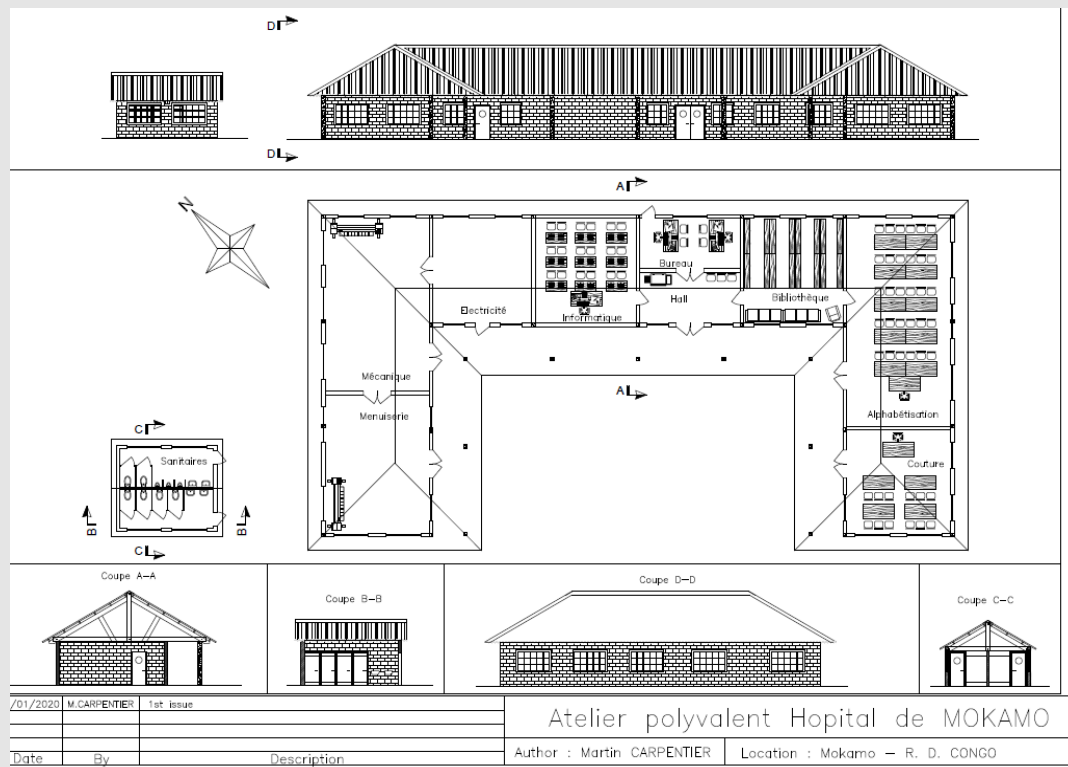 D
D
N
A
Bureau
Electricité
Informatique
Hall
Bibliothèque
Mécanique
A
Menuiserie
Alphabétisation
C
Sanitaires
Couture
B
B
C
Coupe A-A
Coupe B-B
Coupe D-D
Coupe C-C
/01/2020 M.CARPENTIER 1st issue
Date By Description
Atelier polyvalent Hopital de MOKAMO
Author : Martin CARPENTIER
Location : Mokamo - R. D. CONGO